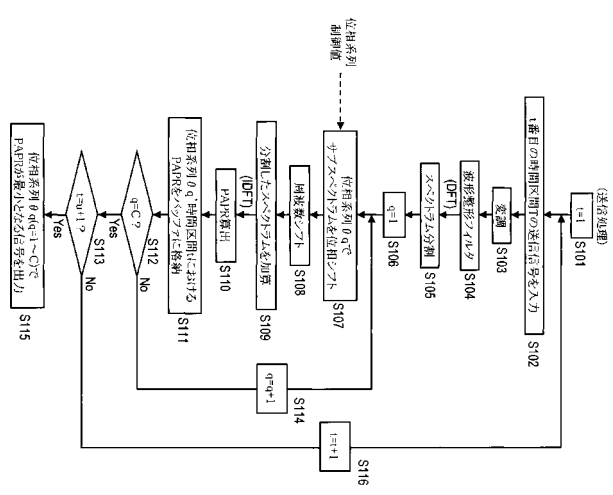 (送信処理)
t=1
S101
t番目の時間区間Tの送信信号を入力
S102
変調
S103
波形整形フィルタ
(DFT)
S104
スペクトラム分割
S105
q=1
S106
位相系列
制御値
位相系列θqで
サブスペクトラムを位相シフト
S107
周波数シフト
S108
分割したスペクトラムを加算
(IDFT)
S109
PAPR算出
S110
位相系列θq、時間区間tにおける
PAPRをバッファに格納
S111
q=C?
S112
Yes
No
q=q+1
S114
S113
Yes
No
t=t+1
S116
位相系列θq(q=1~C)で
PAPRが最小となる信号を出力
S115